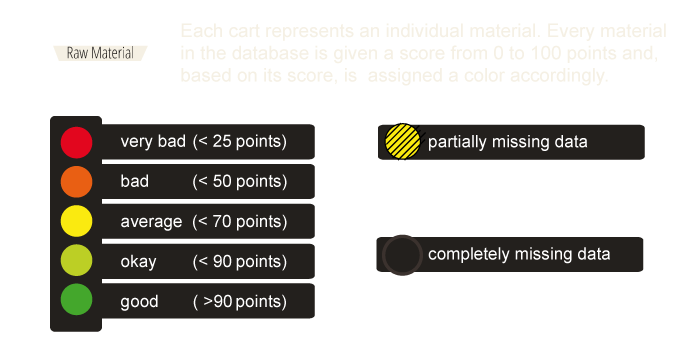 Each cart represents an individual material. Every material
in the database is given a score from 0 to 100 points and,
based on its score, is assigned a color accordingly.
Raw Material
very bad (< 25 points)
bad (< 50 points)
average (< 70 points)
okay (< 90 points)
good ( >90 points)
partially missing data
completely missing data